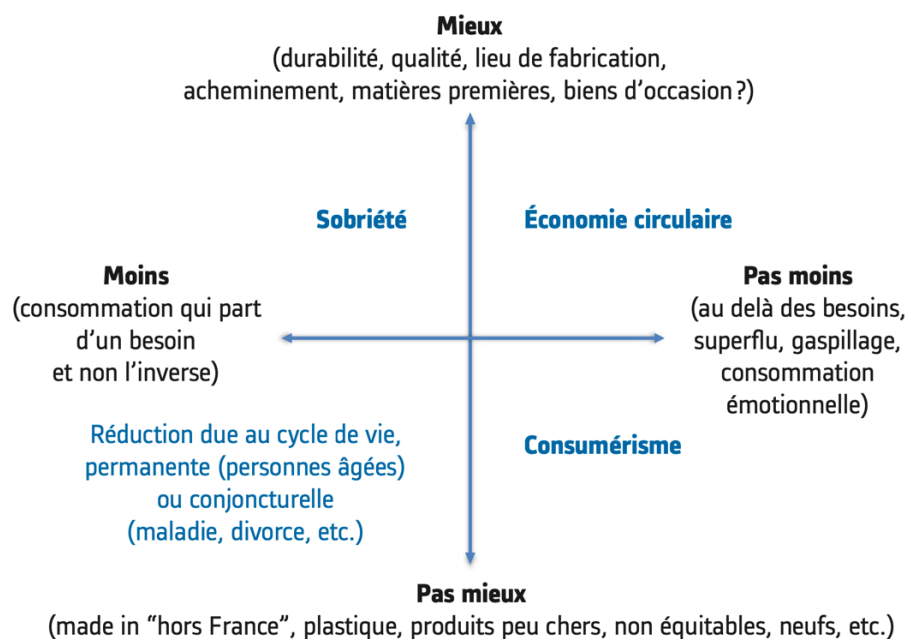 Mieux
(durabilité, qualité, lieu de fabrication,
acheminement, matières premières, biens d’occasion ?)
Sobriété
Économie circulaire
Moins
(consommation qui part
d’un besoin
et non l’inverse)
Pas moins
(au delà des besoins,
superflu, gaspillage,
consommation
émotionnelle)
Réduction due au cycle de vie,
permanente (personnes âgées)
ou conjoncturelle
(maladie, divorce, etc.)
Consumérisme
Pas mieux
(made in “hors France”, plastique, produits peu chers, non équitables, neufs, etc.)